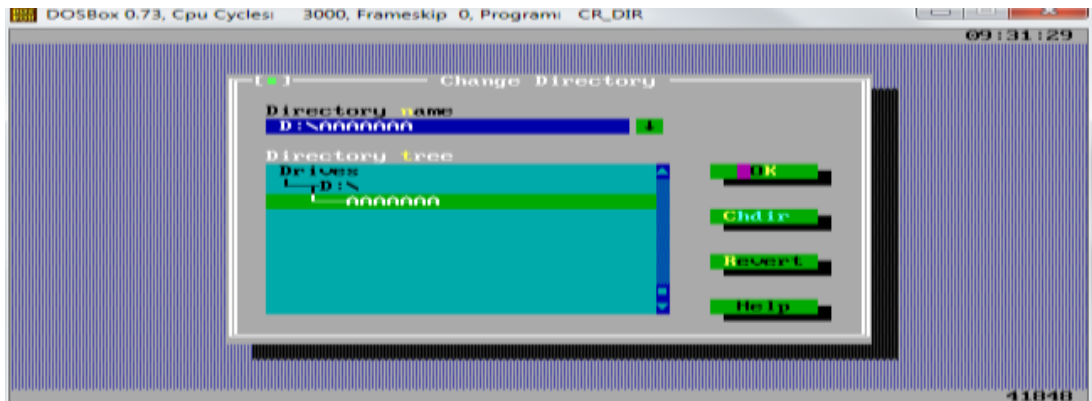 DOSBox 0.73, Cpu Cycles: 3000, Frameskip 0, Program: CR_DIR
09:31:29
Change Directory
Directory name
D:\AAAAAAA
Directory tree
Drives
D:\
AAAAAAA
OK
Chdir
Revert
Help
41848